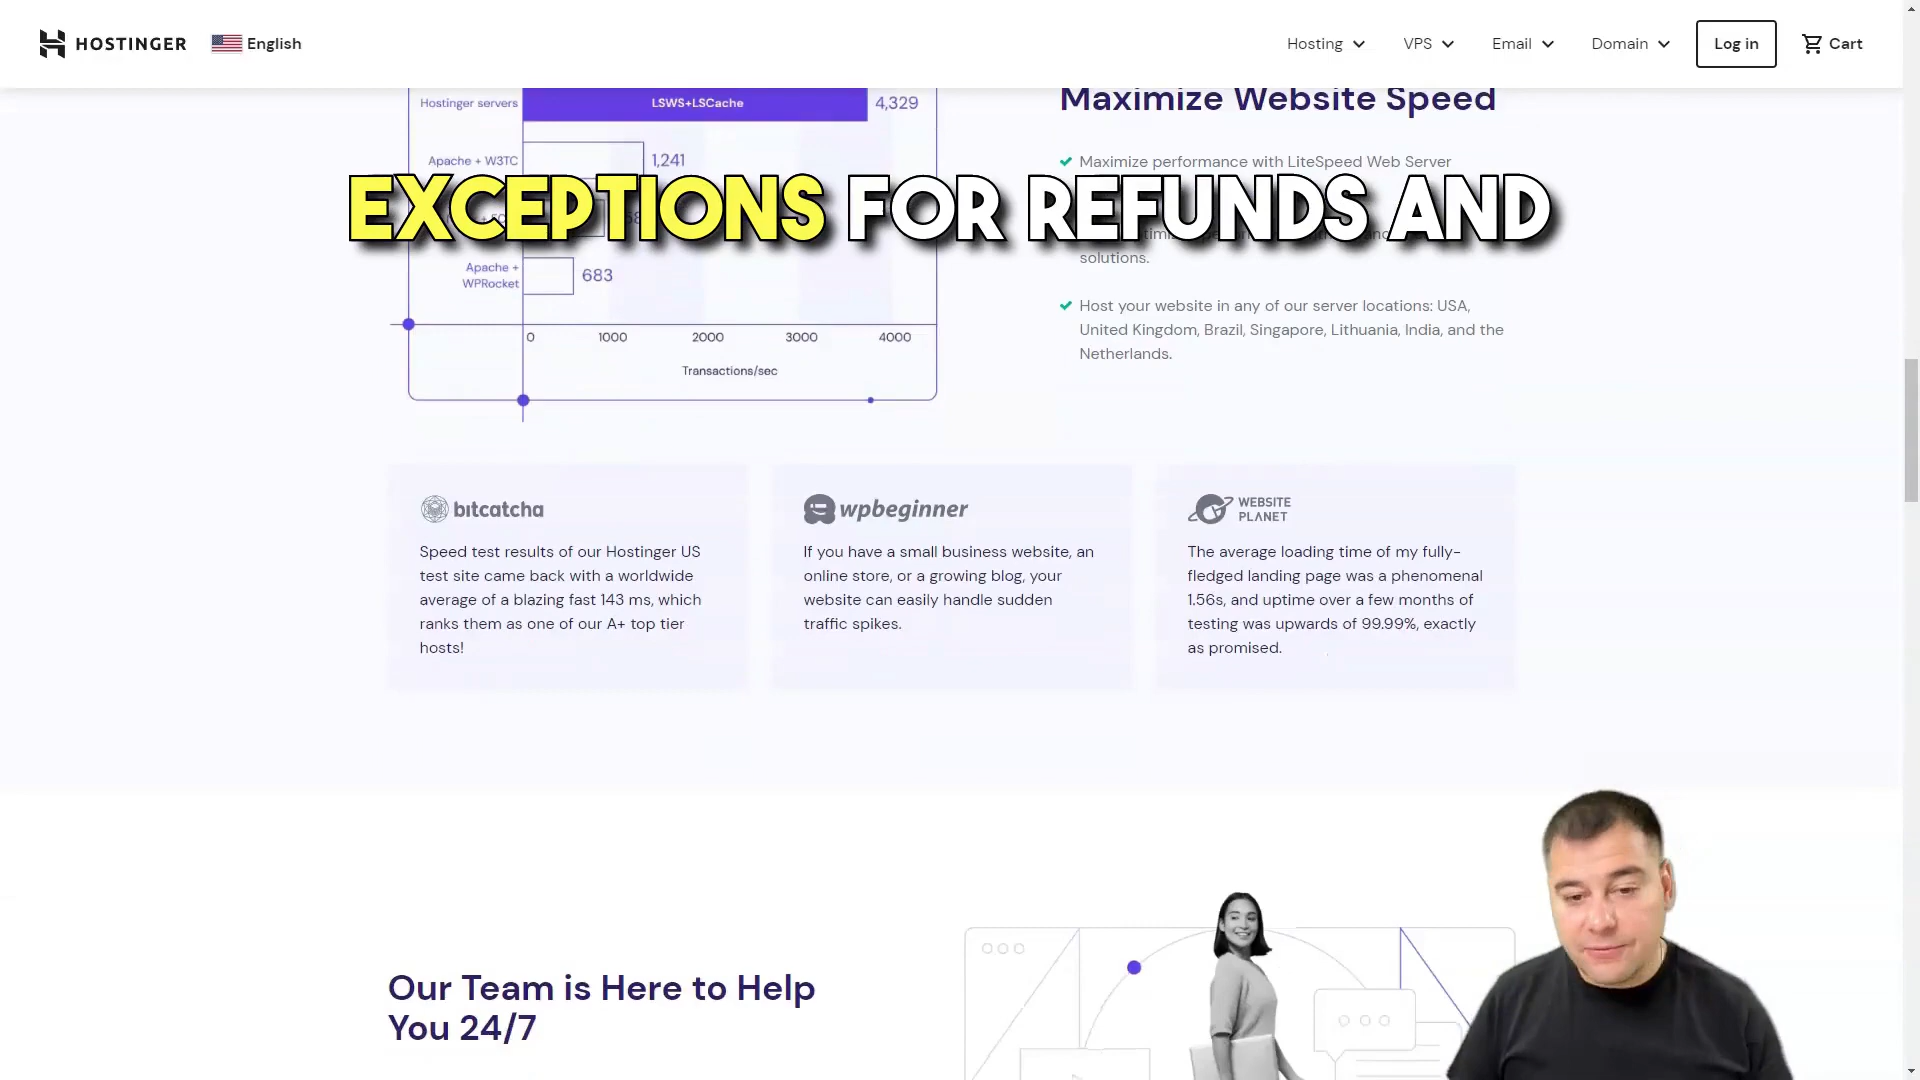 HOSTINGER
English
Hosting
VPS
Email
Domain
Log in
Cart
Hostinger servers
LSWS+LSCache
4,329
Apache + W3TC
1,241
Apache +
WPRocket
683
0
1000
2000
3000
4000
Transactions/sec
Maximize Website Speed
Maximize performance with LiteSpeed Web Server
solutions.
Host your website in any of our server locations: USA,
United Kingdom, Brazil, Singapore, Lithuania, India, and the
Netherlands.
EXCEPTIONS FOR REFUNDS AND
bitcatcha
Speed test results of our Hostinger US
test site came back with a worldwide
average of a blazing fast 143 ms, which
ranks them as one of our A+ top tier
hosts!
wpbeginner
If you have a small business website, an
online store, or a growing blog, your
website can easily handle sudden
traffic spikes.
WEBSITE
PLANET
The average loading time of my fully-
fledged landing page was a phenomenal
1.56s, and uptime over a few months of
testing was upwards of 99.99%, exactly
as promised.
Our Team is Here to Help
You 24/7